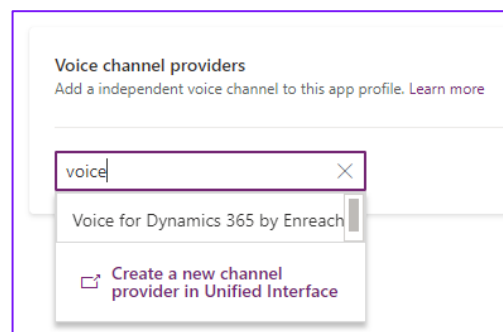 Voice channel providers
Add a independent voice channel to this app profile. Learn more
voice
Voice for Dynamics 365 by Enreach
Create a new channel
provider in Unified Interface